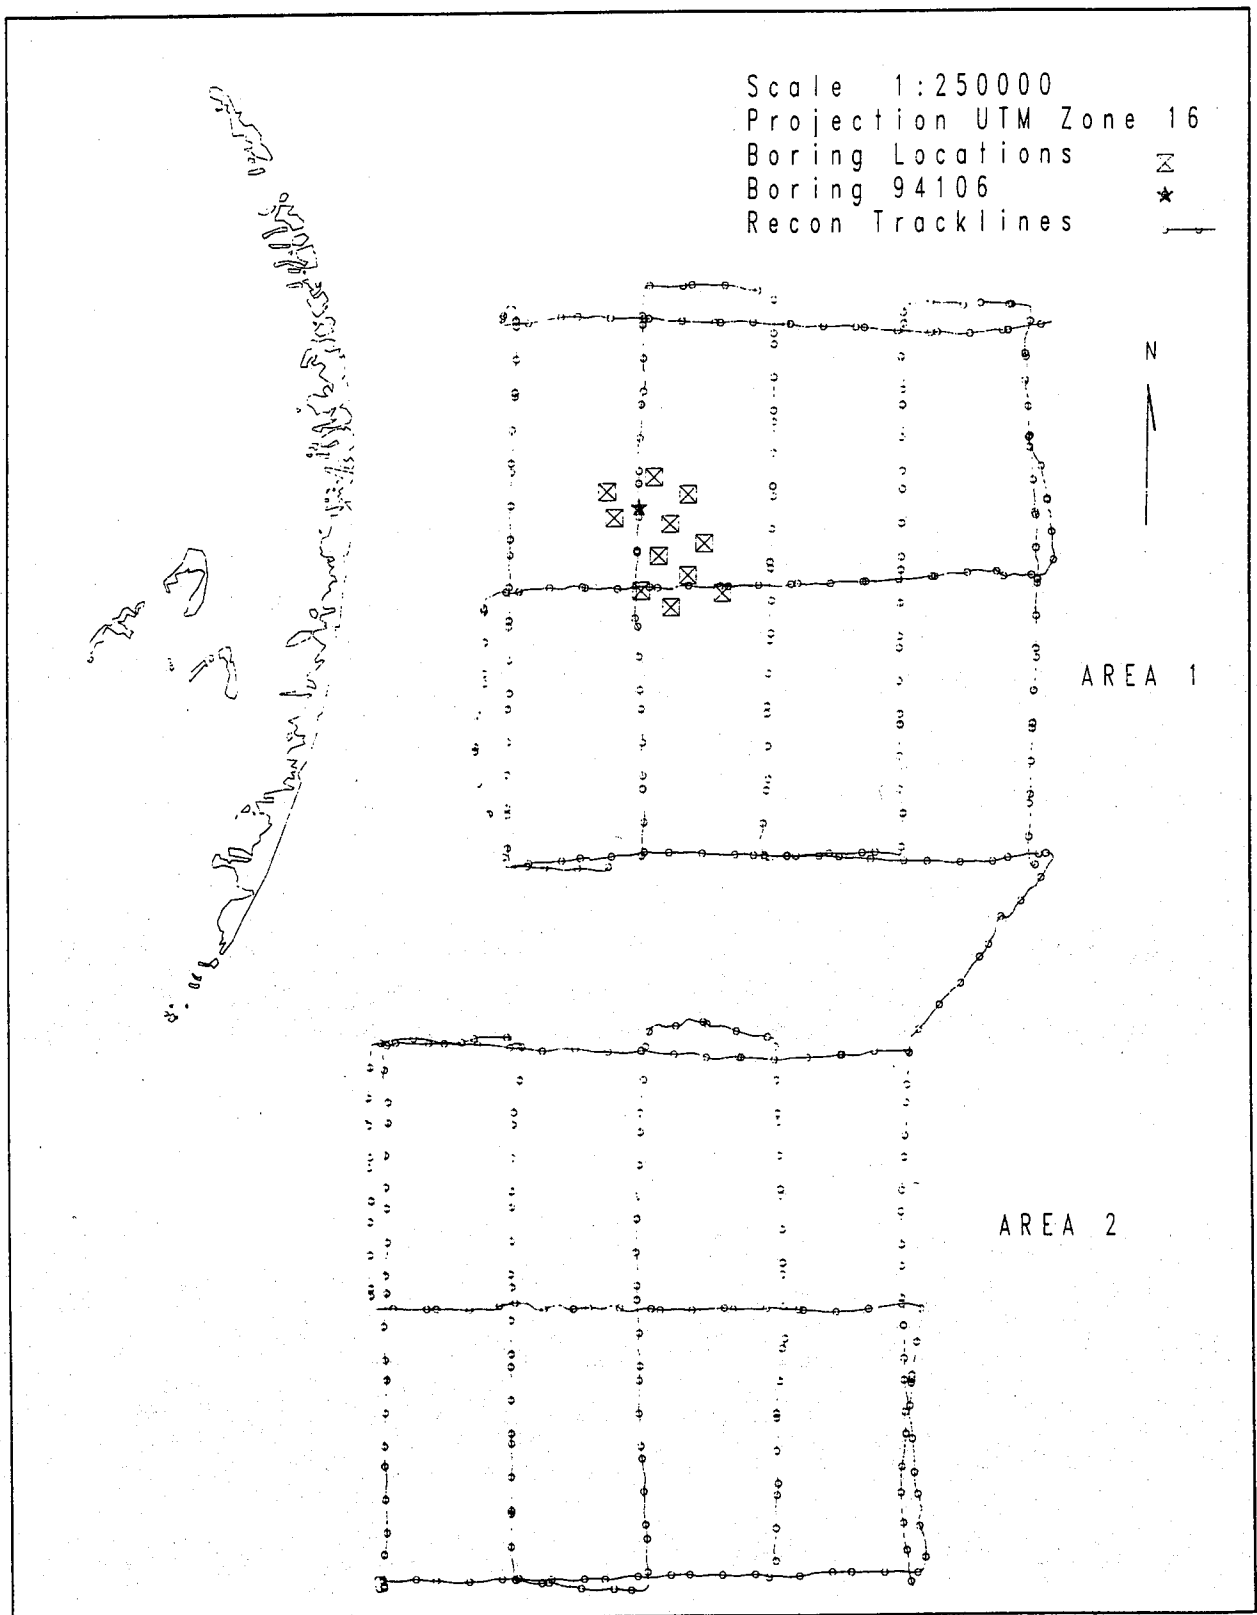 Scale 1:250000
Projection UTM Zone 16
Boring Locations
Boring 94106
Recon Tracklines
N
AREA 1
AREA 2